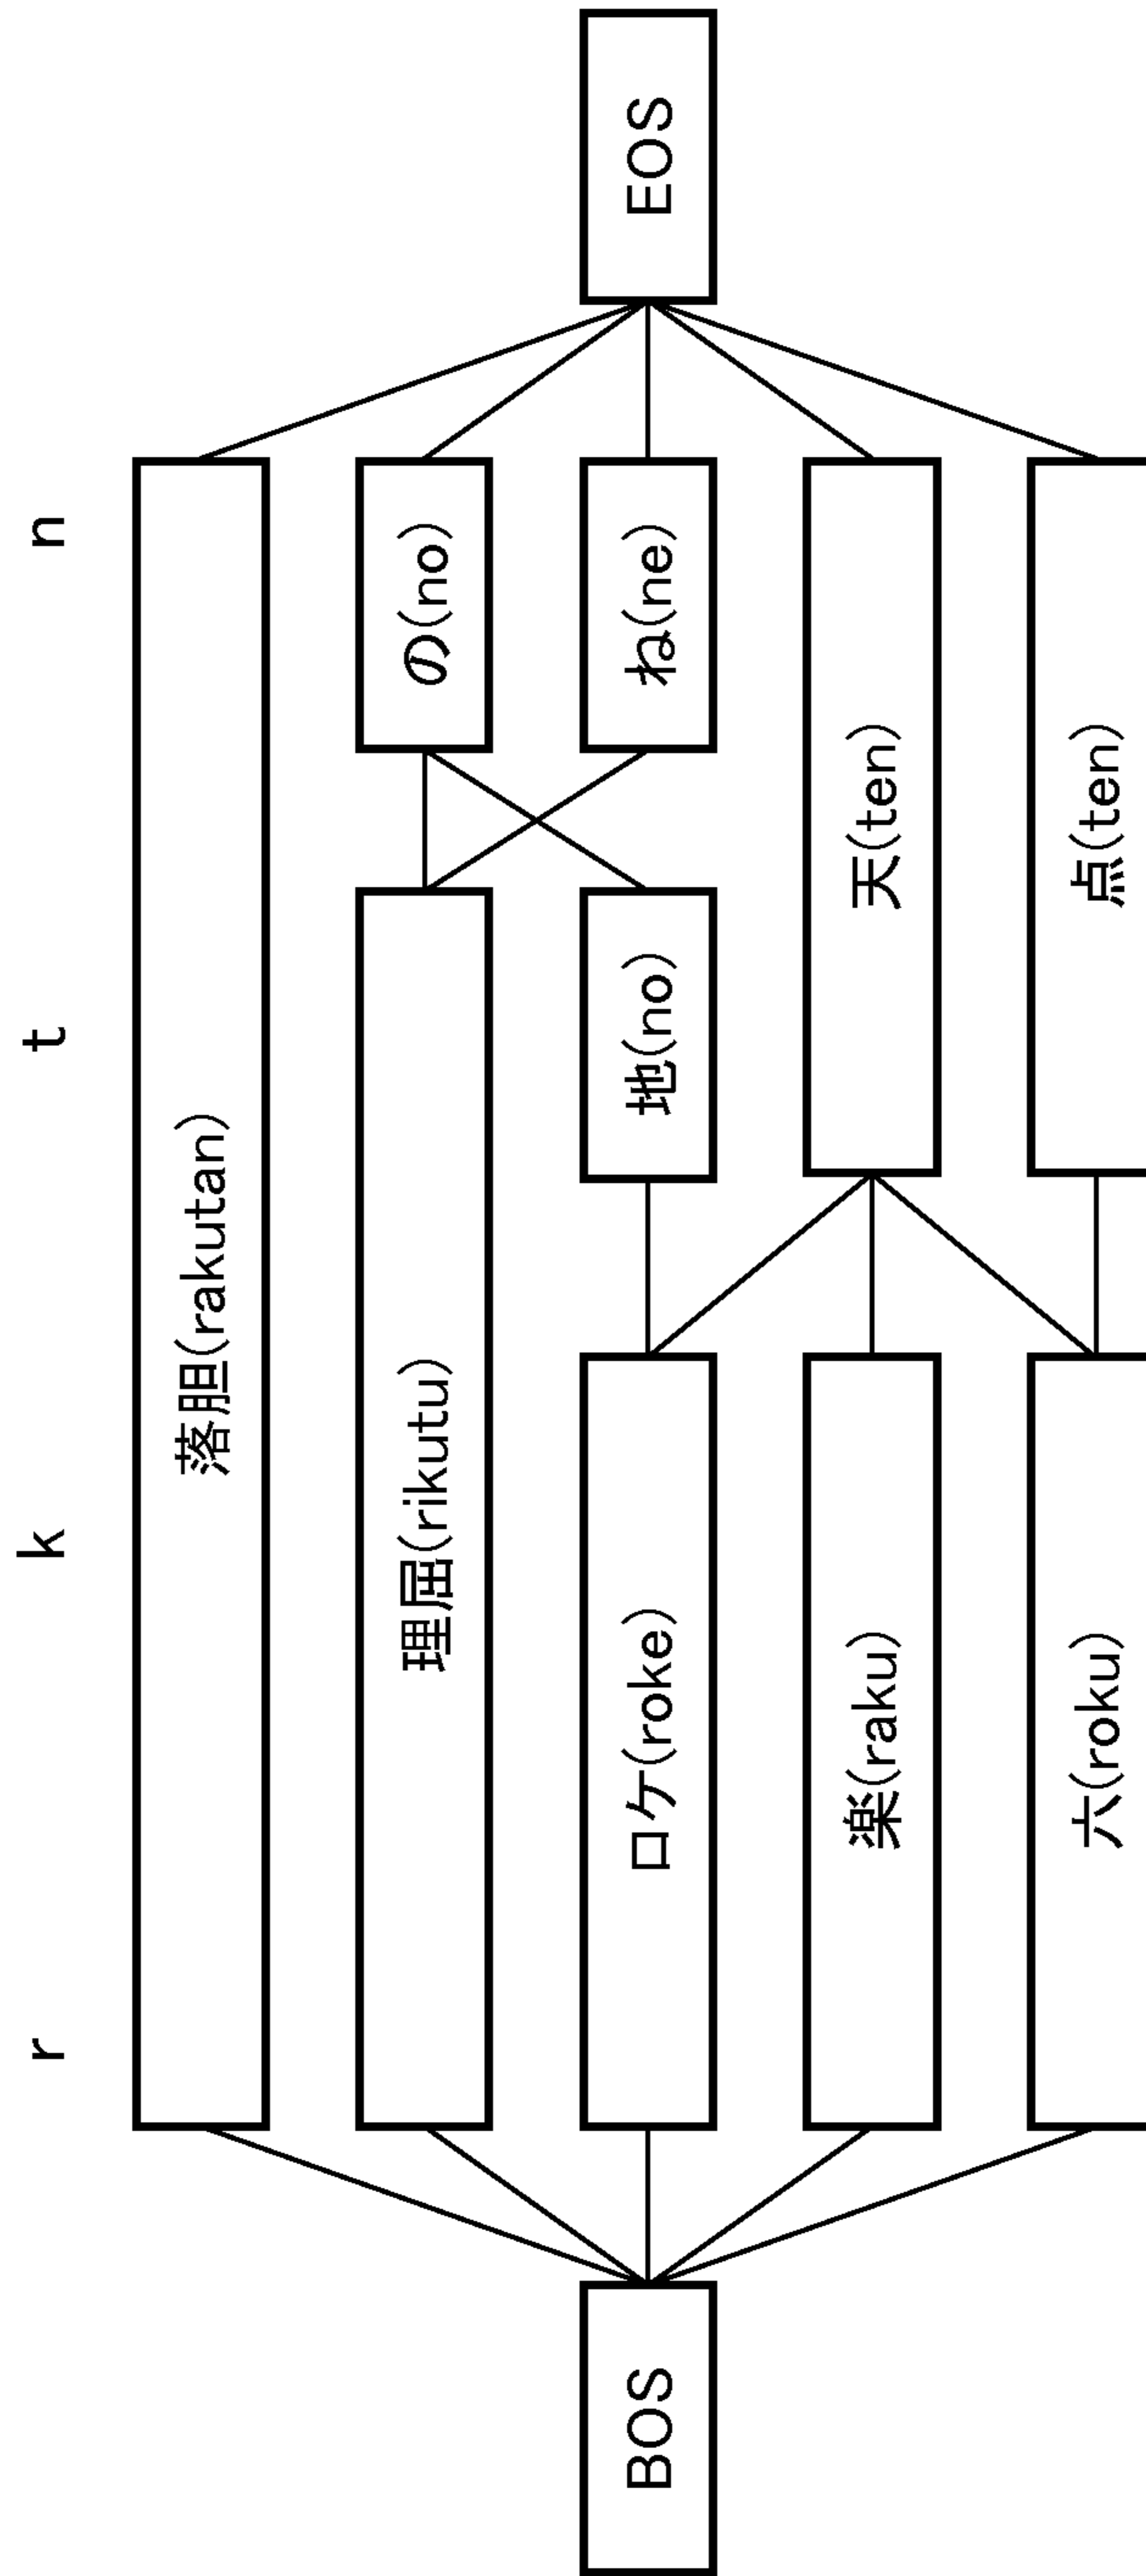 r k t n
落胆(rakutan)
理屈(rikutu) の(no)
BOS ロケ(roke) 地(no) ね(ne) EOS
楽(raku) 天(ten)
六(roku) 点(ten)